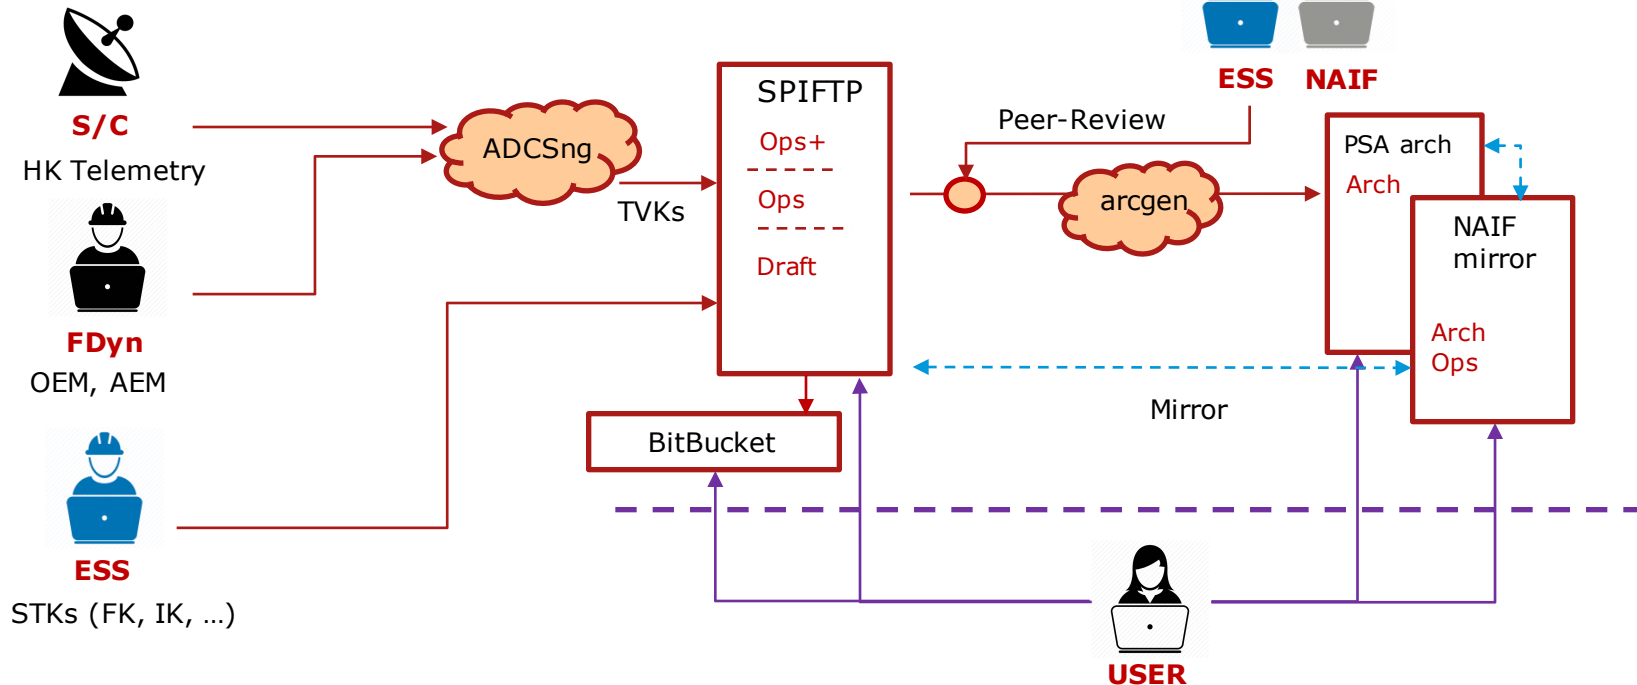 S/C
HK Telemetry
FDyn
OEM, AEM
ESS
STKs (FK, IK, …)
ADCSng
TVKs
SPIFTP
Ops+
Ops
Draft
BitBucket
ESS
NAIF
Peer-Review
arcgen
PSA arch
Arch
NAIF
mirror
Arch
Ops
Mirror
USER